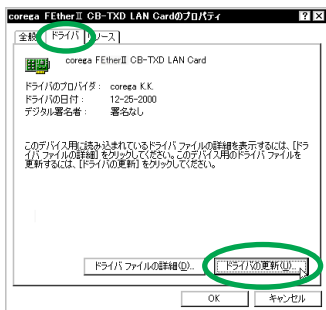 corega FEtherⅡ CB-TXD LAN Cardのプロパティ
全般 ドライバ リソース
corega FEtherⅡ CB-TXD LAN Card
ドライバのプロバイダ: corega K.K.
ドライバの日付: 12-25-2000
デジタル署名者: 署名なし
このデバイス用に読み込まれているドライバ ファイルの詳細を表示するには、[ドラ
イバ ファイルの詳細] をクリックしてください。このデバイス用のドライバ ファイルを
更新するには、[ドライバの更新] をクリックしてください。
ドライバ ファイルの詳細(D)... ドライバの更新(U)...
OK キャンセル